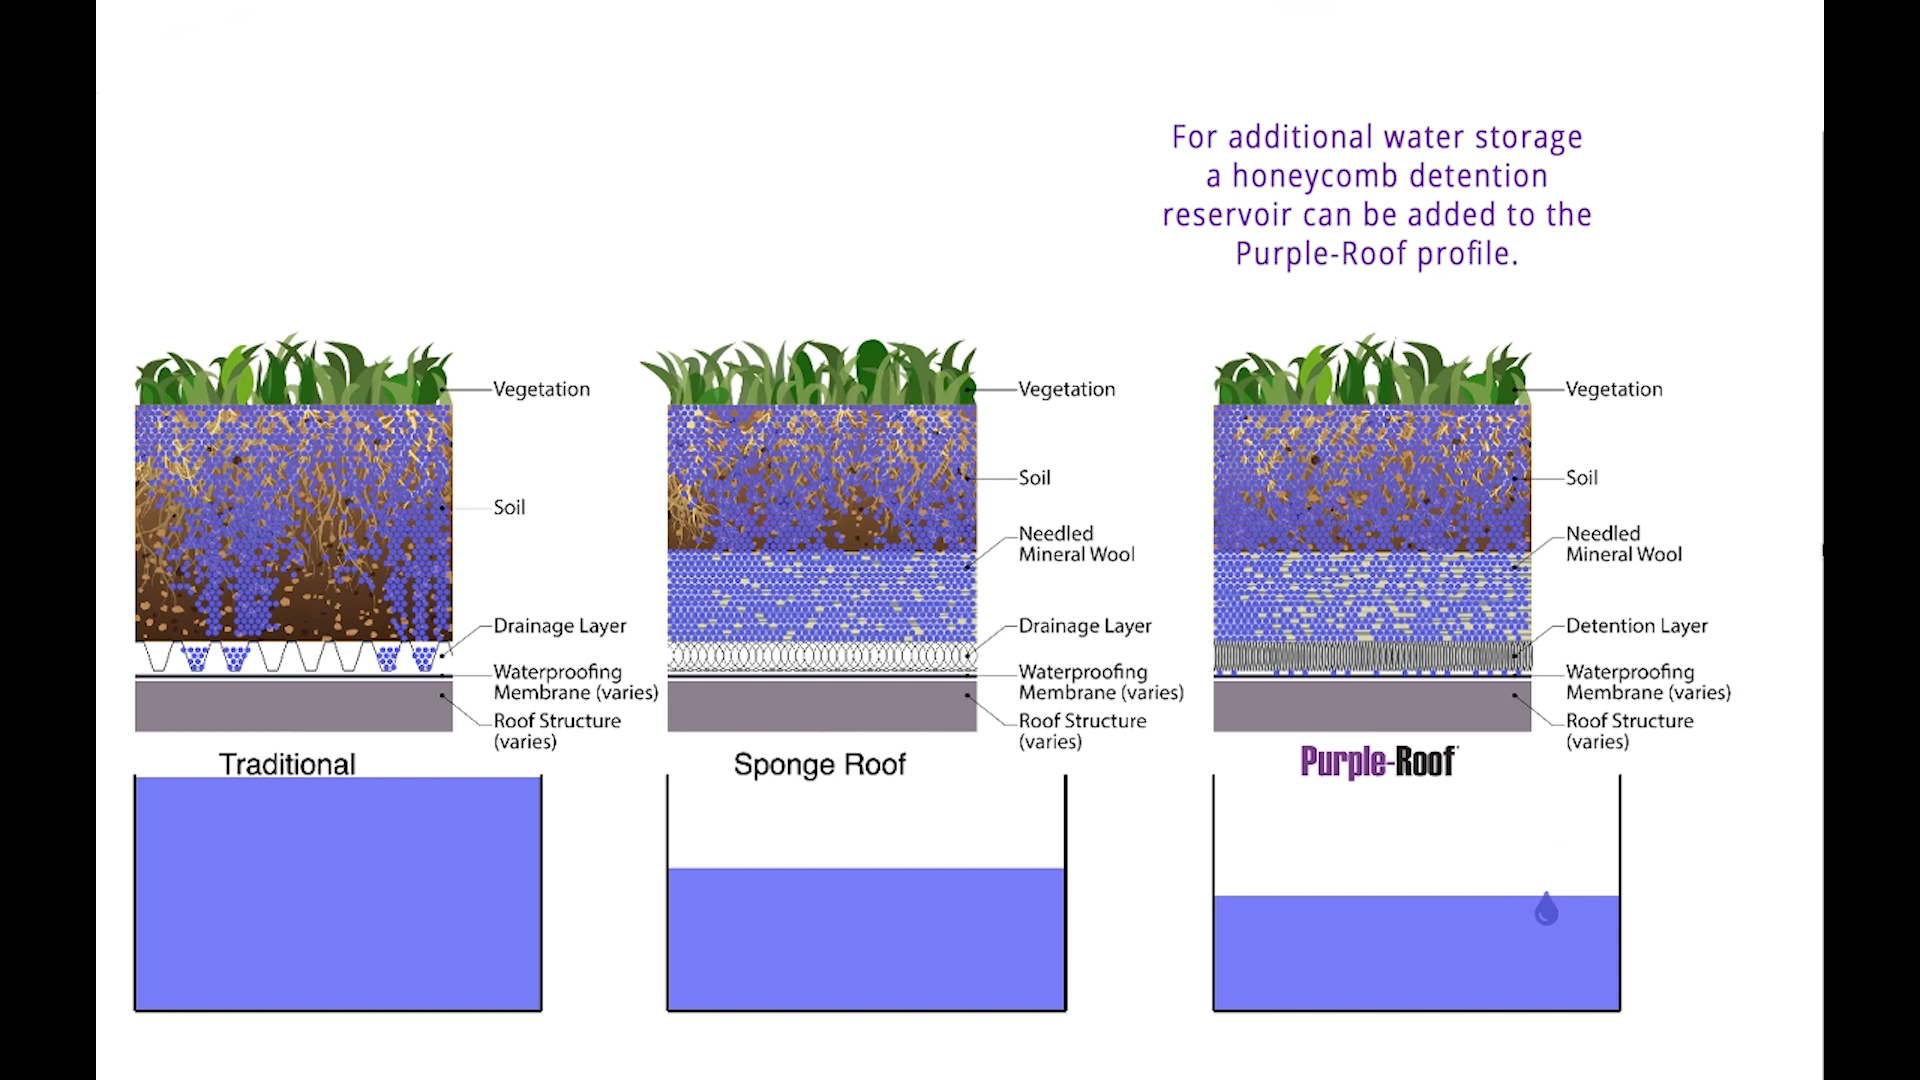 For additional water storage
a honeycomb detention
reservoir can be added to the
Purple-Roof profile.
Vegetation
Soil
Drainage Layer
Waterproofing
Membrane (varies)
Roof Structure
(varies)
Traditional
Vegetation
Soil
Needled
Mineral Wool
Drainage Layer
Waterproofing
Membrane (varies)
Roof Structure
(varies)
Sponge Roof
Vegetation
Soil
Needled
Mineral Wool
Detention Layer
Waterproofing
Membrane (varies)
Roof Structure
(varies)
Purple-Roof